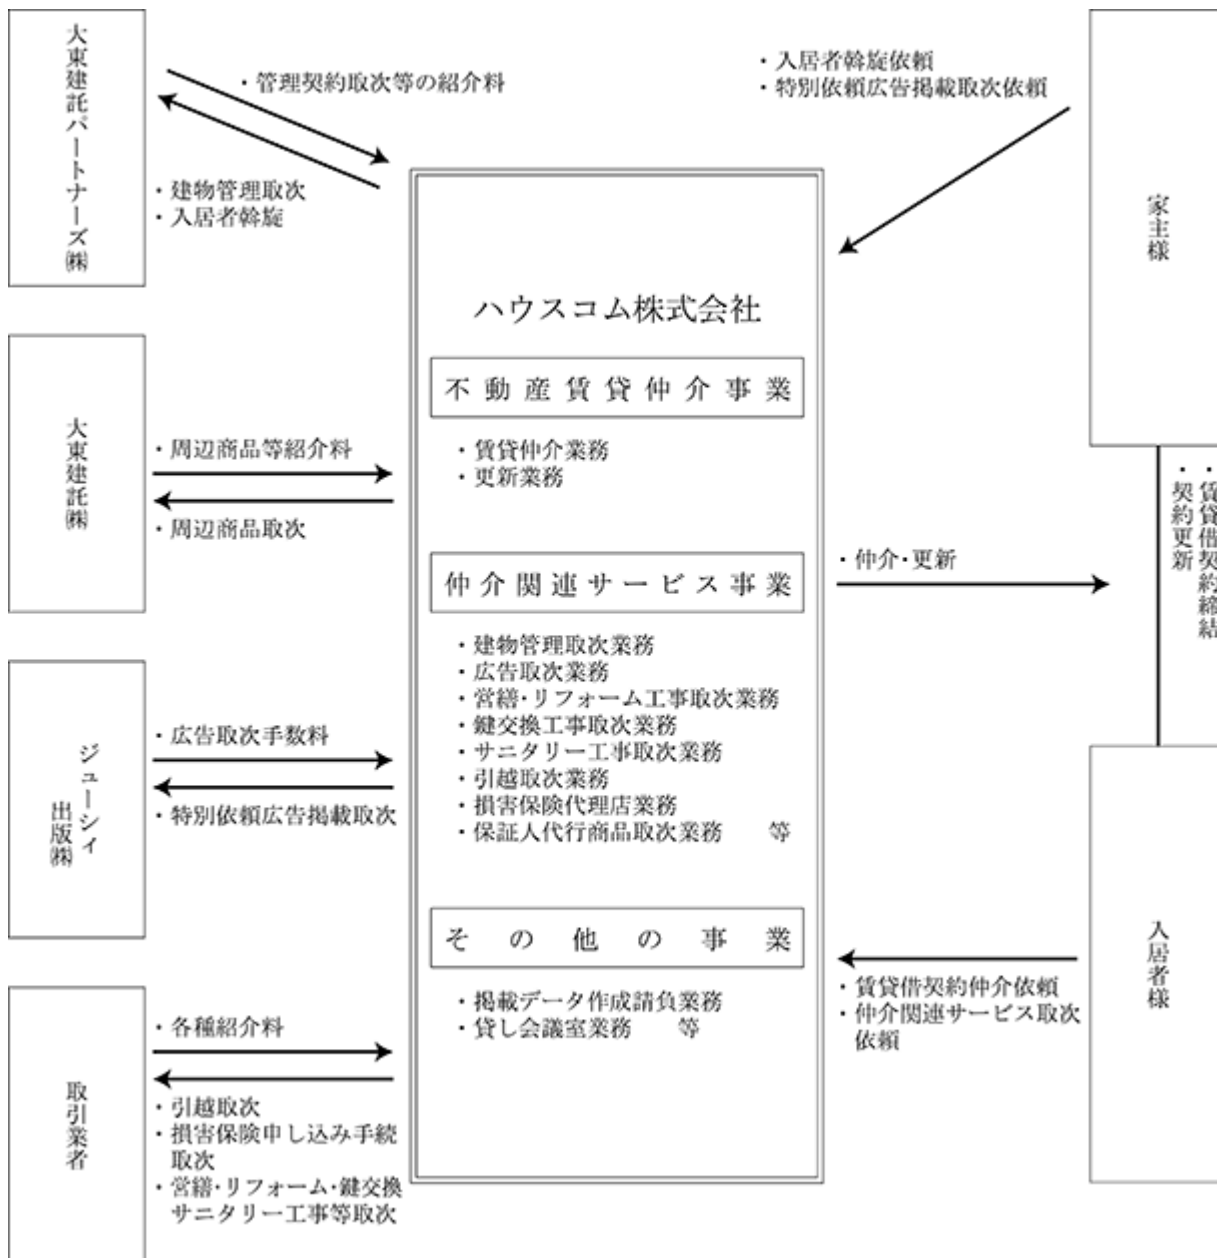 大東建託パートナーズ㈱
・管理契約取次等の紹介料
・建物管理取次
・入居者斡旋
大東建託㈱
・周辺商品等紹介料
・周辺商品取次
ジューシィ
出版㈱
・広告取次手数料
・特別依頼広告掲載取次
取引業者
・各種紹介料
・引越取次
・損害保険申し込み手続
取次
・営繕・リフォーム・鍵交換
サニタリー工事等取次
ハウスコム株式会社
不動産賃貸仲介事業
・賃貸仲介業務
・更新業務
仲介関連サービス事業
・建物管理取次業務
・広告取次業務
・営繕・リフォーム工事取次業務
・鍵交換工事取次業務
・サニタリー工事取次業務
・引越取次業務
・損害保険代理店業務
・保証人代行商品取次業務　等
その他の事業
・掲載データ作成請負業務
・貸し会議室業務　等
・入居者斡旋依頼
・特別依頼広告掲載取次依頼
家主様
・賃貸借契約締結
・契約更新
・仲介・更新
入居者様
・賃貸借契約仲介依頼
・仲介関連サービス取次
依頼